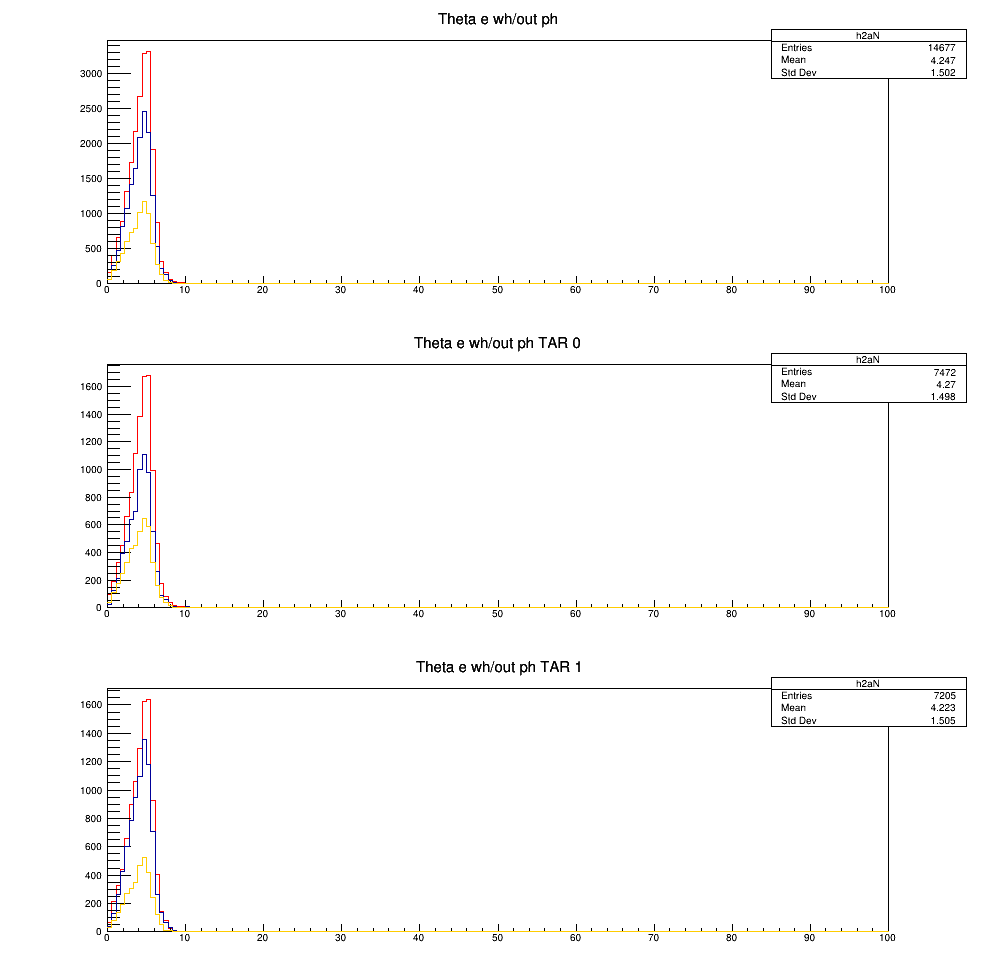 Theta e wh/out ph
h2aN
Entries 14677
Mean 4.247
Std Dev 1.502
3000
2500
2000
1500
1000
500
0
0 10 20 30 40 50 60 70 80 90 100
Theta e wh/out ph TAR 0
h2aN
Entries 7472
Mean 4.27
Std Dev 1.498
1600
1400
1200
1000
800
600
400
200
0
0 10 20 30 40 50 60 70 80 90 100
Theta e wh/out ph TAR 1
h2aN
Entries 7205
Mean 4.223
Std Dev 1.505
1600
1400
1200
1000
800
600
400
200
0
0 10 20 30 40 50 60 70 80 90 100